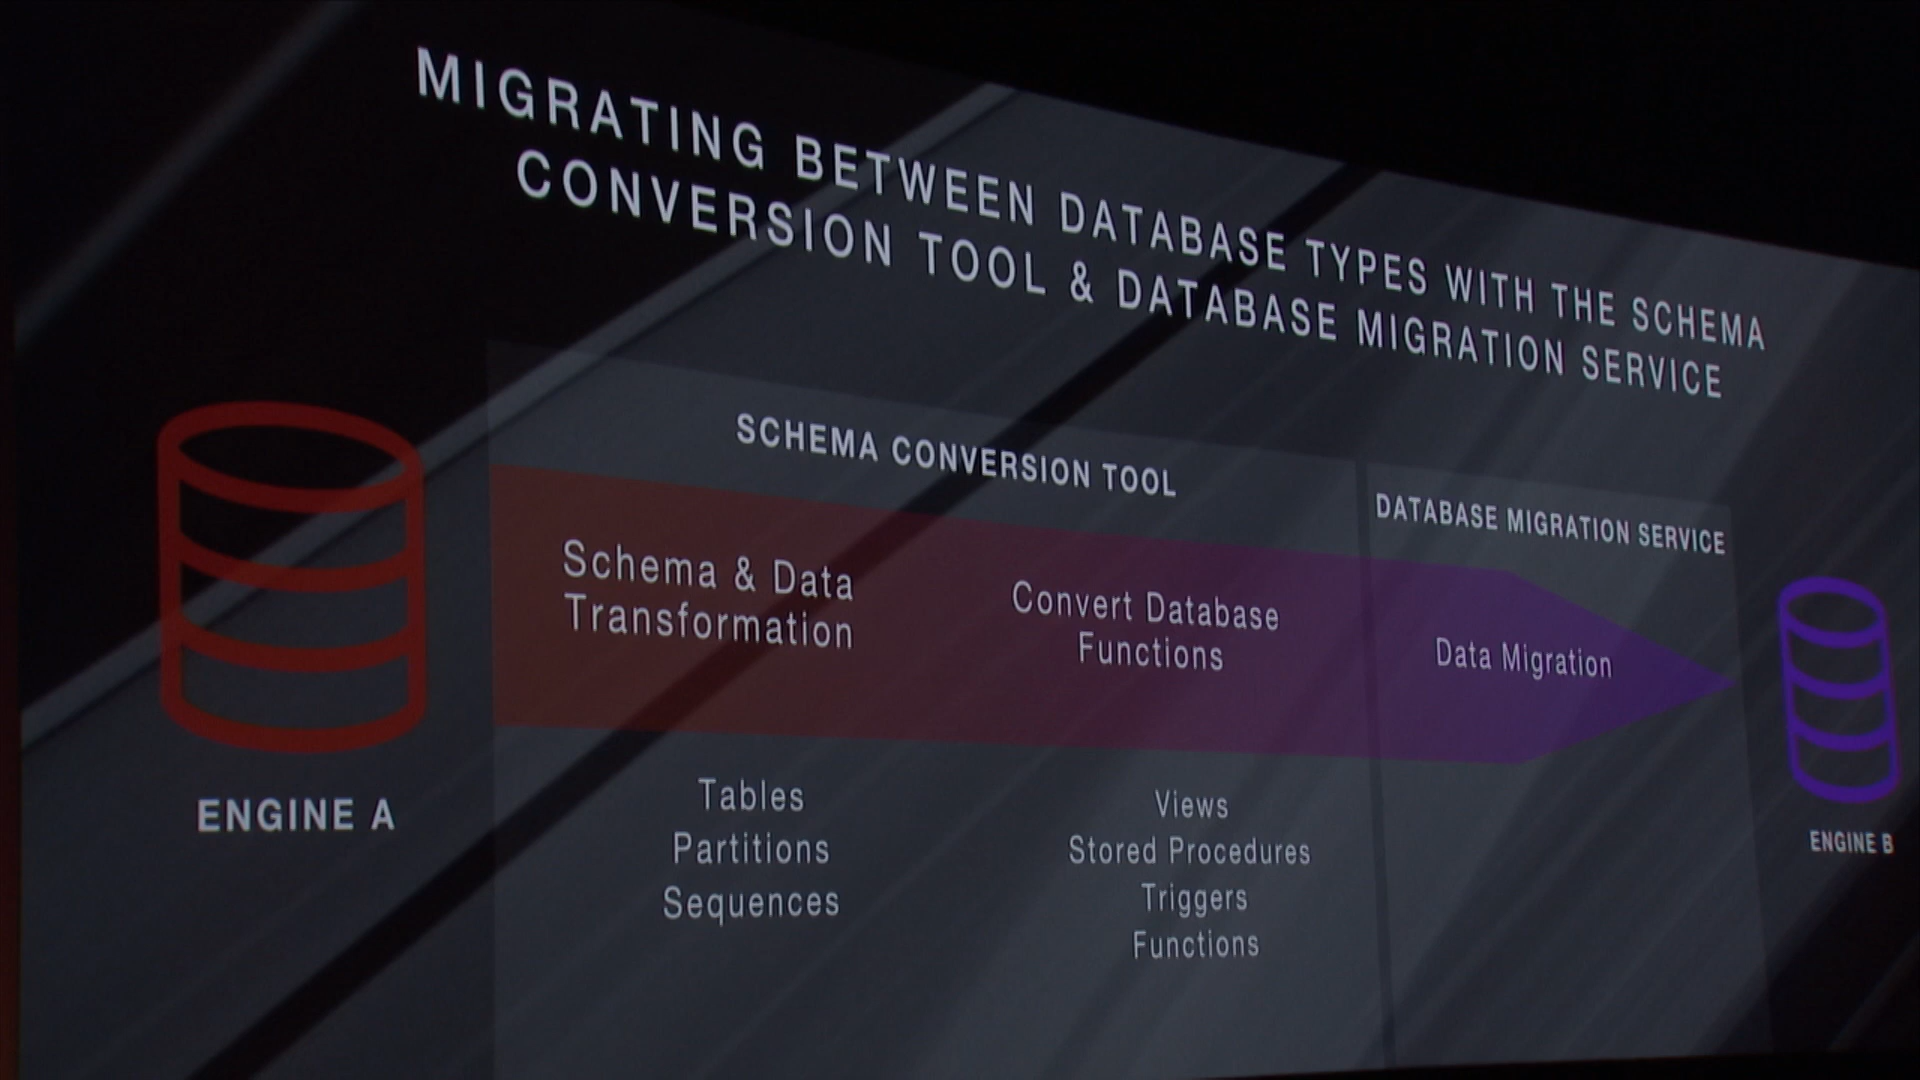 MIGRATING BETWEEN DATABASE TYPES WITH THE SCHEMA
CONVERSION TOOL & DATABASE MIGRATION SERVICE
SCHEMA CONVERSION TOOL
DATABASE MIGRATION SERVICE
Schema & Data
Transformation
Convert Database
Functions
Data Migration
ENGINE A
Tables
Partitions
Sequences
Views
Stored Procedures
Triggers
Functions
ENGINE B